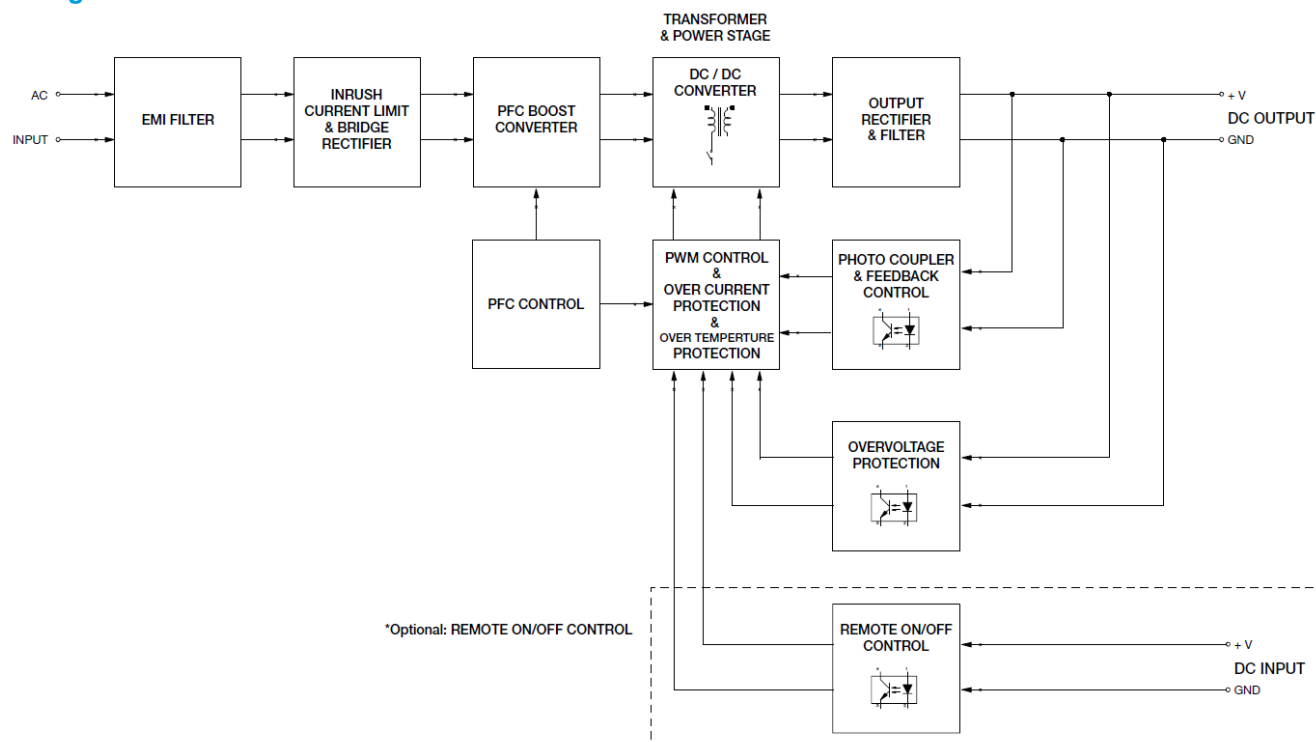 TRANSFORMER
& POWER STAGE
AC
INPUT
EMI FILTER
INRUSH
CURRENT LIMIT
& BRIDGE
RECTIFIER
PFC BOOST
CONVERTER
DC / DC
CONVERTER
OUTPUT
RECTIFIER
& FILTER
+ V
DC OUTPUT
GND
PFC CONTROL
PWM CONTROL
&
OVER CURRENT
PROTECTION
&
OVER TEMPERTURE
PROTECTION
PHOTO COUPLER
& FEEDBACK
CONTROL
OVERVOLTAGE
PROTECTION
*Optional: REMOTE ON/OFF CONTROL
REMOTE ON/OFF
CONTROL
+ V
DC INPUT
GND